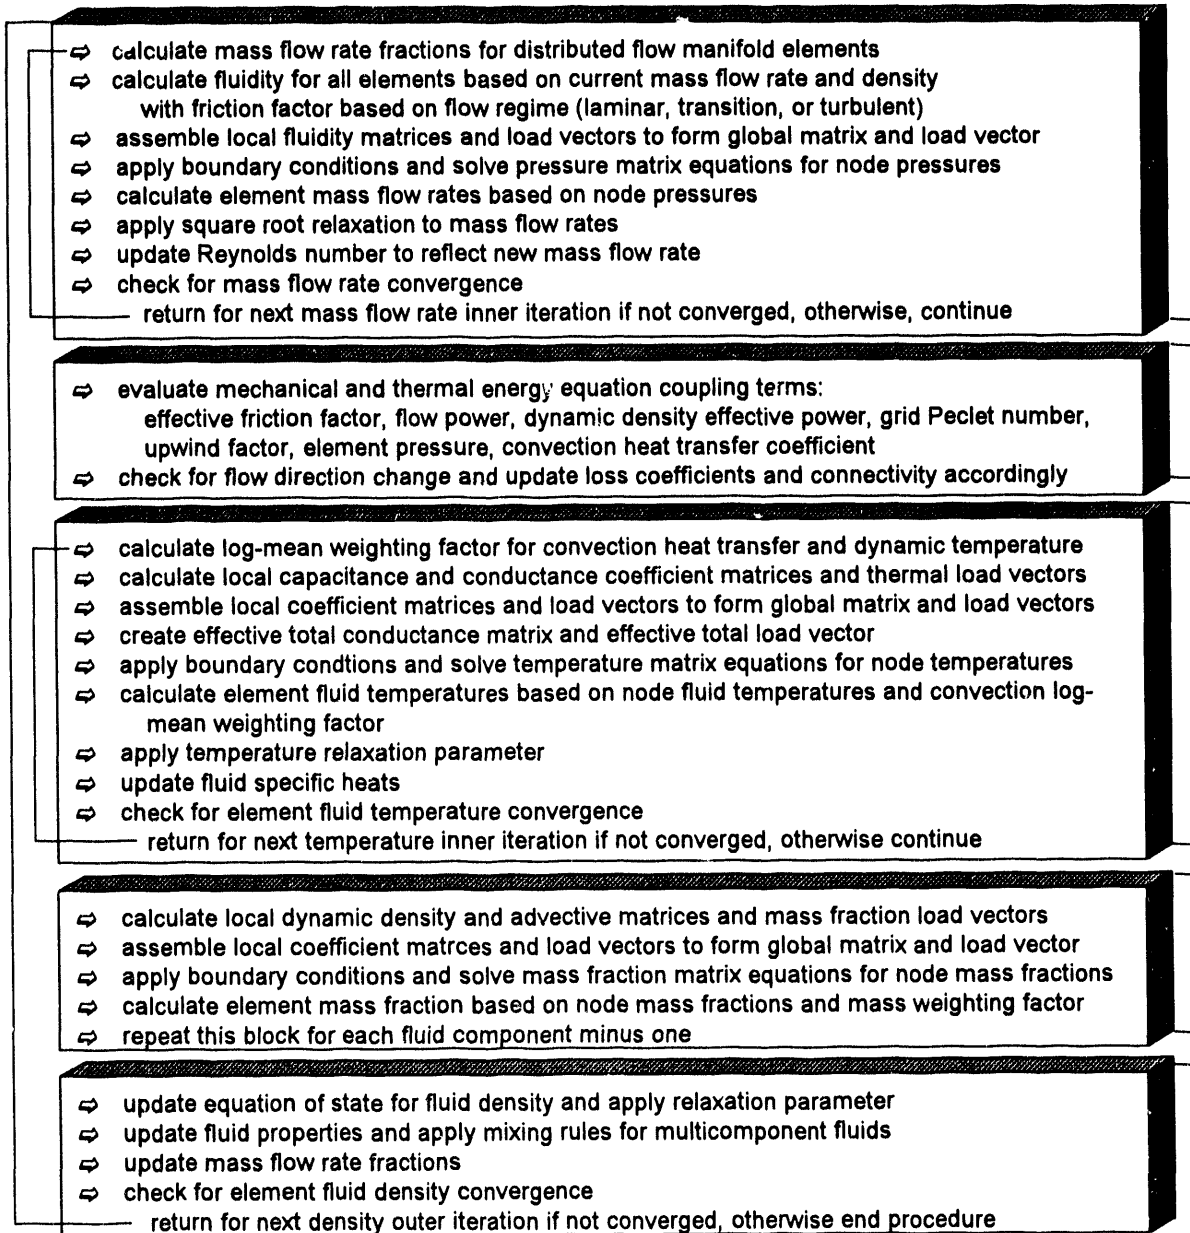 ⇨ calculate mass flow rate fractions for distributed flow manifold elements
⇨ calculate fluidity for all elements based on current mass flow rate and density
with friction factor based on flow regime (laminar, transition, or turbulent)
⇨ assemble local fluidity matrices and load vectors to form global matrix and load vector
⇨ apply boundary conditions and solve pressure matrix equations for node pressures
⇨ calculate element mass flow rates based on node pressures
⇨ apply square root relaxation to mass flow rates
⇨ update Reynolds number to reflect new mass flow rate
⇨ check for mass flow rate convergence
return for next mass flow rate inner iteration if not converged, otherwise, continue
⇨ evaluate mechanical and thermal energy equation coupling terms:
effective friction factor, flow power, dynamic density effective power, grid Peclet number,
upwind factor, element pressure, convection heat transfer coefficient
⇨ check for flow direction change and update loss coefficients and connectivity accordingly
⇨ calculate log-mean weighting factor for convection heat transfer and dynamic temperature
⇨ calculate local capacitance and conductance coefficient matrices and thermal load vectors
⇨ assemble local coefficient matrices and load vectors to form global matrix and load vectors
⇨ create effective total conductance matrix and effective total load vector
⇨ apply boundary condtions and solve temperature matrix equations for node temperatures
⇨ calculate element fluid temperatures based on node fluid temperatures and convection log-
mean weighting factor
⇨ apply temperature relaxation parameter
⇨ update fluid specific heats
⇨ check for element fluid temperature convergence
return for next temperature inner iteration if not converged, otherwise continue
⇨ calculate local dynamic density and advective matrices and mass fraction load vectors
⇨ assemble local coefficient matrces and load vectors to form global matrix and load vector
⇨ apply boundary conditions and solve mass fraction matrix equations for node mass fractions
⇨ calculate element mass fraction based on node mass fractions and mass weighting factor
⇨ repeat this block for each fluid component minus one
⇨ update equation of state for fluid density and apply relaxation parameter
⇨ update fluid properties and apply mixing rules for multicomponent fluids
⇨ update mass flow rate fractions
⇨ check for element fluid density convergence
return for next density outer iteration if not converged, otherwise end procedure